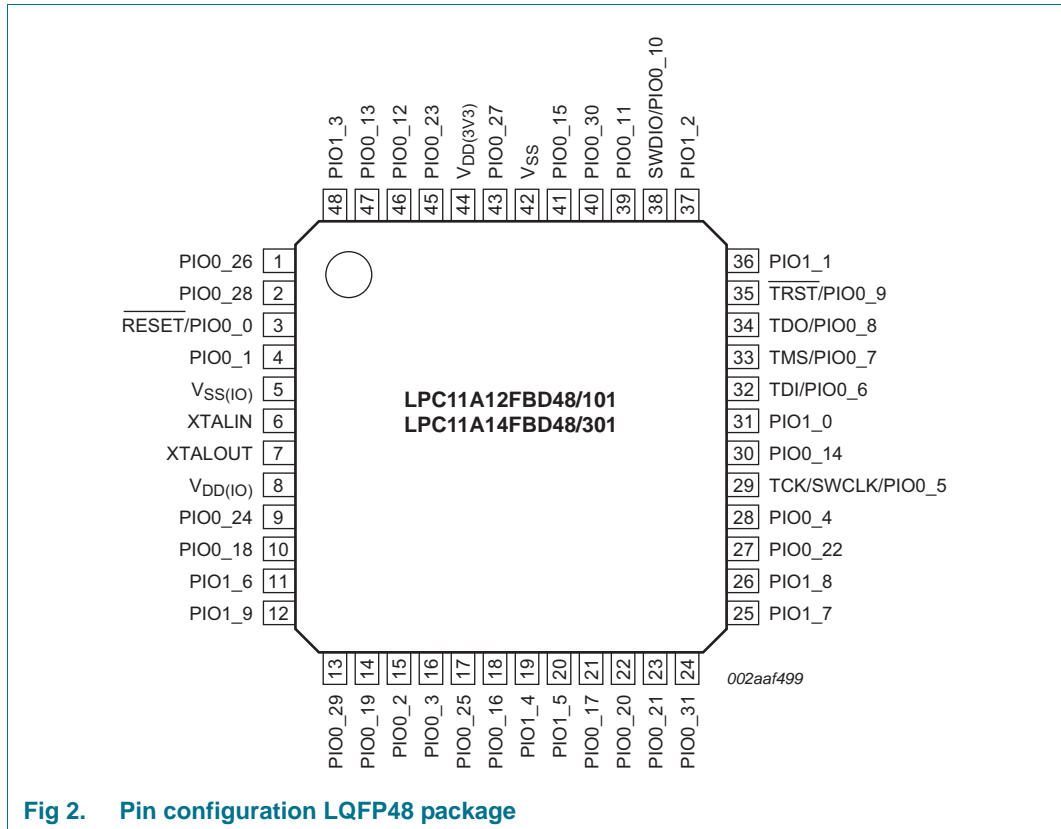 PIO1_3
PIO0_13
PIO0_12
PIO0_23
VDD(3V3)
PIO0_27
VSS
PIO0_15
PIO0_30
PIO0_11
SWDIO/PIO0_10
PIO1_2
48
47
46
45
44
43
42
41
40
39
38
37
PIO0_26 1
PIO0_28 2
RESET/PIO0_0 3
PIO0_1 4
VSS(IO) 5
XTALIN 6
XTALOUT 7
VDD(IO) 8
PIO0_24 9
PIO0_18 10
PIO1_6 11
PIO1_9 12
LPC11A12FBD48/101
LPC11A14FBD48/301
36 PIO1_1
35 TRST/PIO0_9
34 TDO/PIO0_8
33 TMS/PIO0_7
32 TDI/PIO0_6
31 PIO1_0
30 PIO0_14
29 TCK/SWCLK/PIO0_5
28 PIO0_4
27 PIO0_22
26 PIO1_8
25 PIO1_7
13
14
15
16
17
18
19
20
21
22
23
24
PIO0_29
PIO0_19
PIO0_2
PIO0_3
PIO0_25
PIO0_16
PIO1_4
PIO1_5
PIO0_17
PIO0_20
PIO0_21
PIO0_31
002aaf499
Fig 2. Pin configuration LQFP48 package